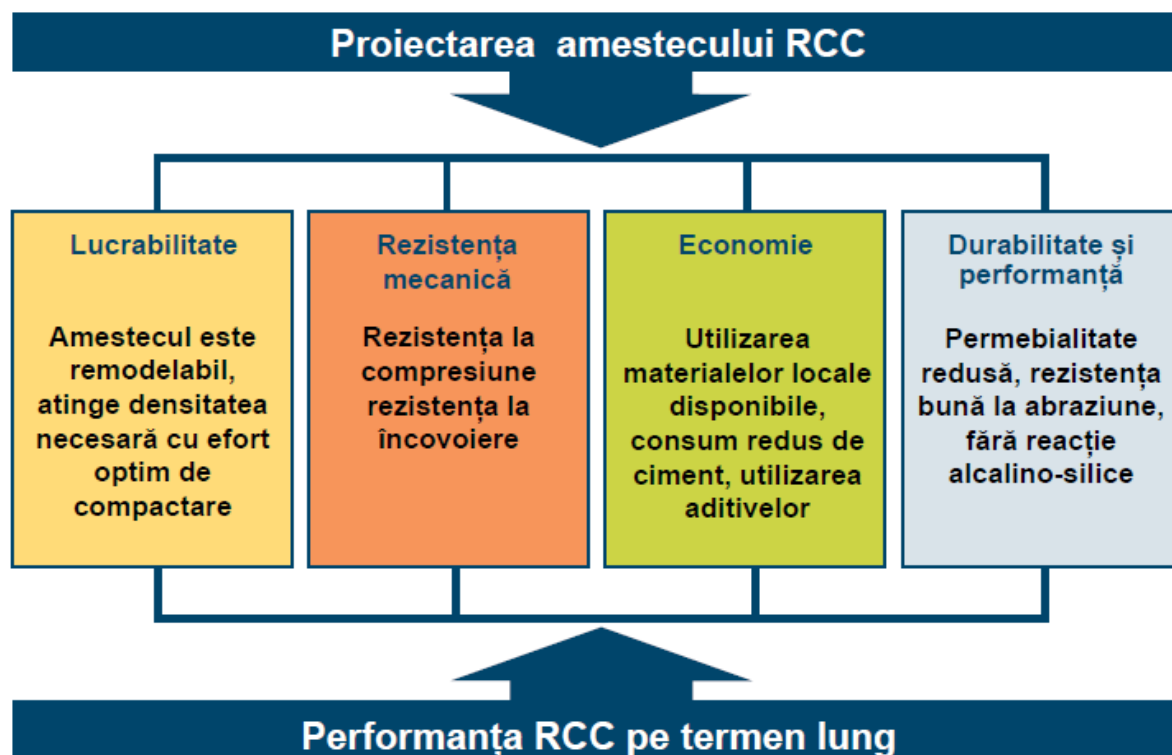 Proiectarea amestecului RCC
Lucrabilitate
Amestecul este
remodelabil,
atinge densitatea
necesară cu efort
optim de
compactare
Rezistența
mecanică
Rezistența la
compresiune
rezistența la
încovoiere
Economie
Utilizarea
materialelor locale
disponibile,
consum redus de
ciment, utilizarea
aditivelor
Durabilitate și
performanță
Permebialitate
redusă, rezistența
bună la abraziune,
fără reacție
alcalino-silice
Performanța RCC pe termen lung